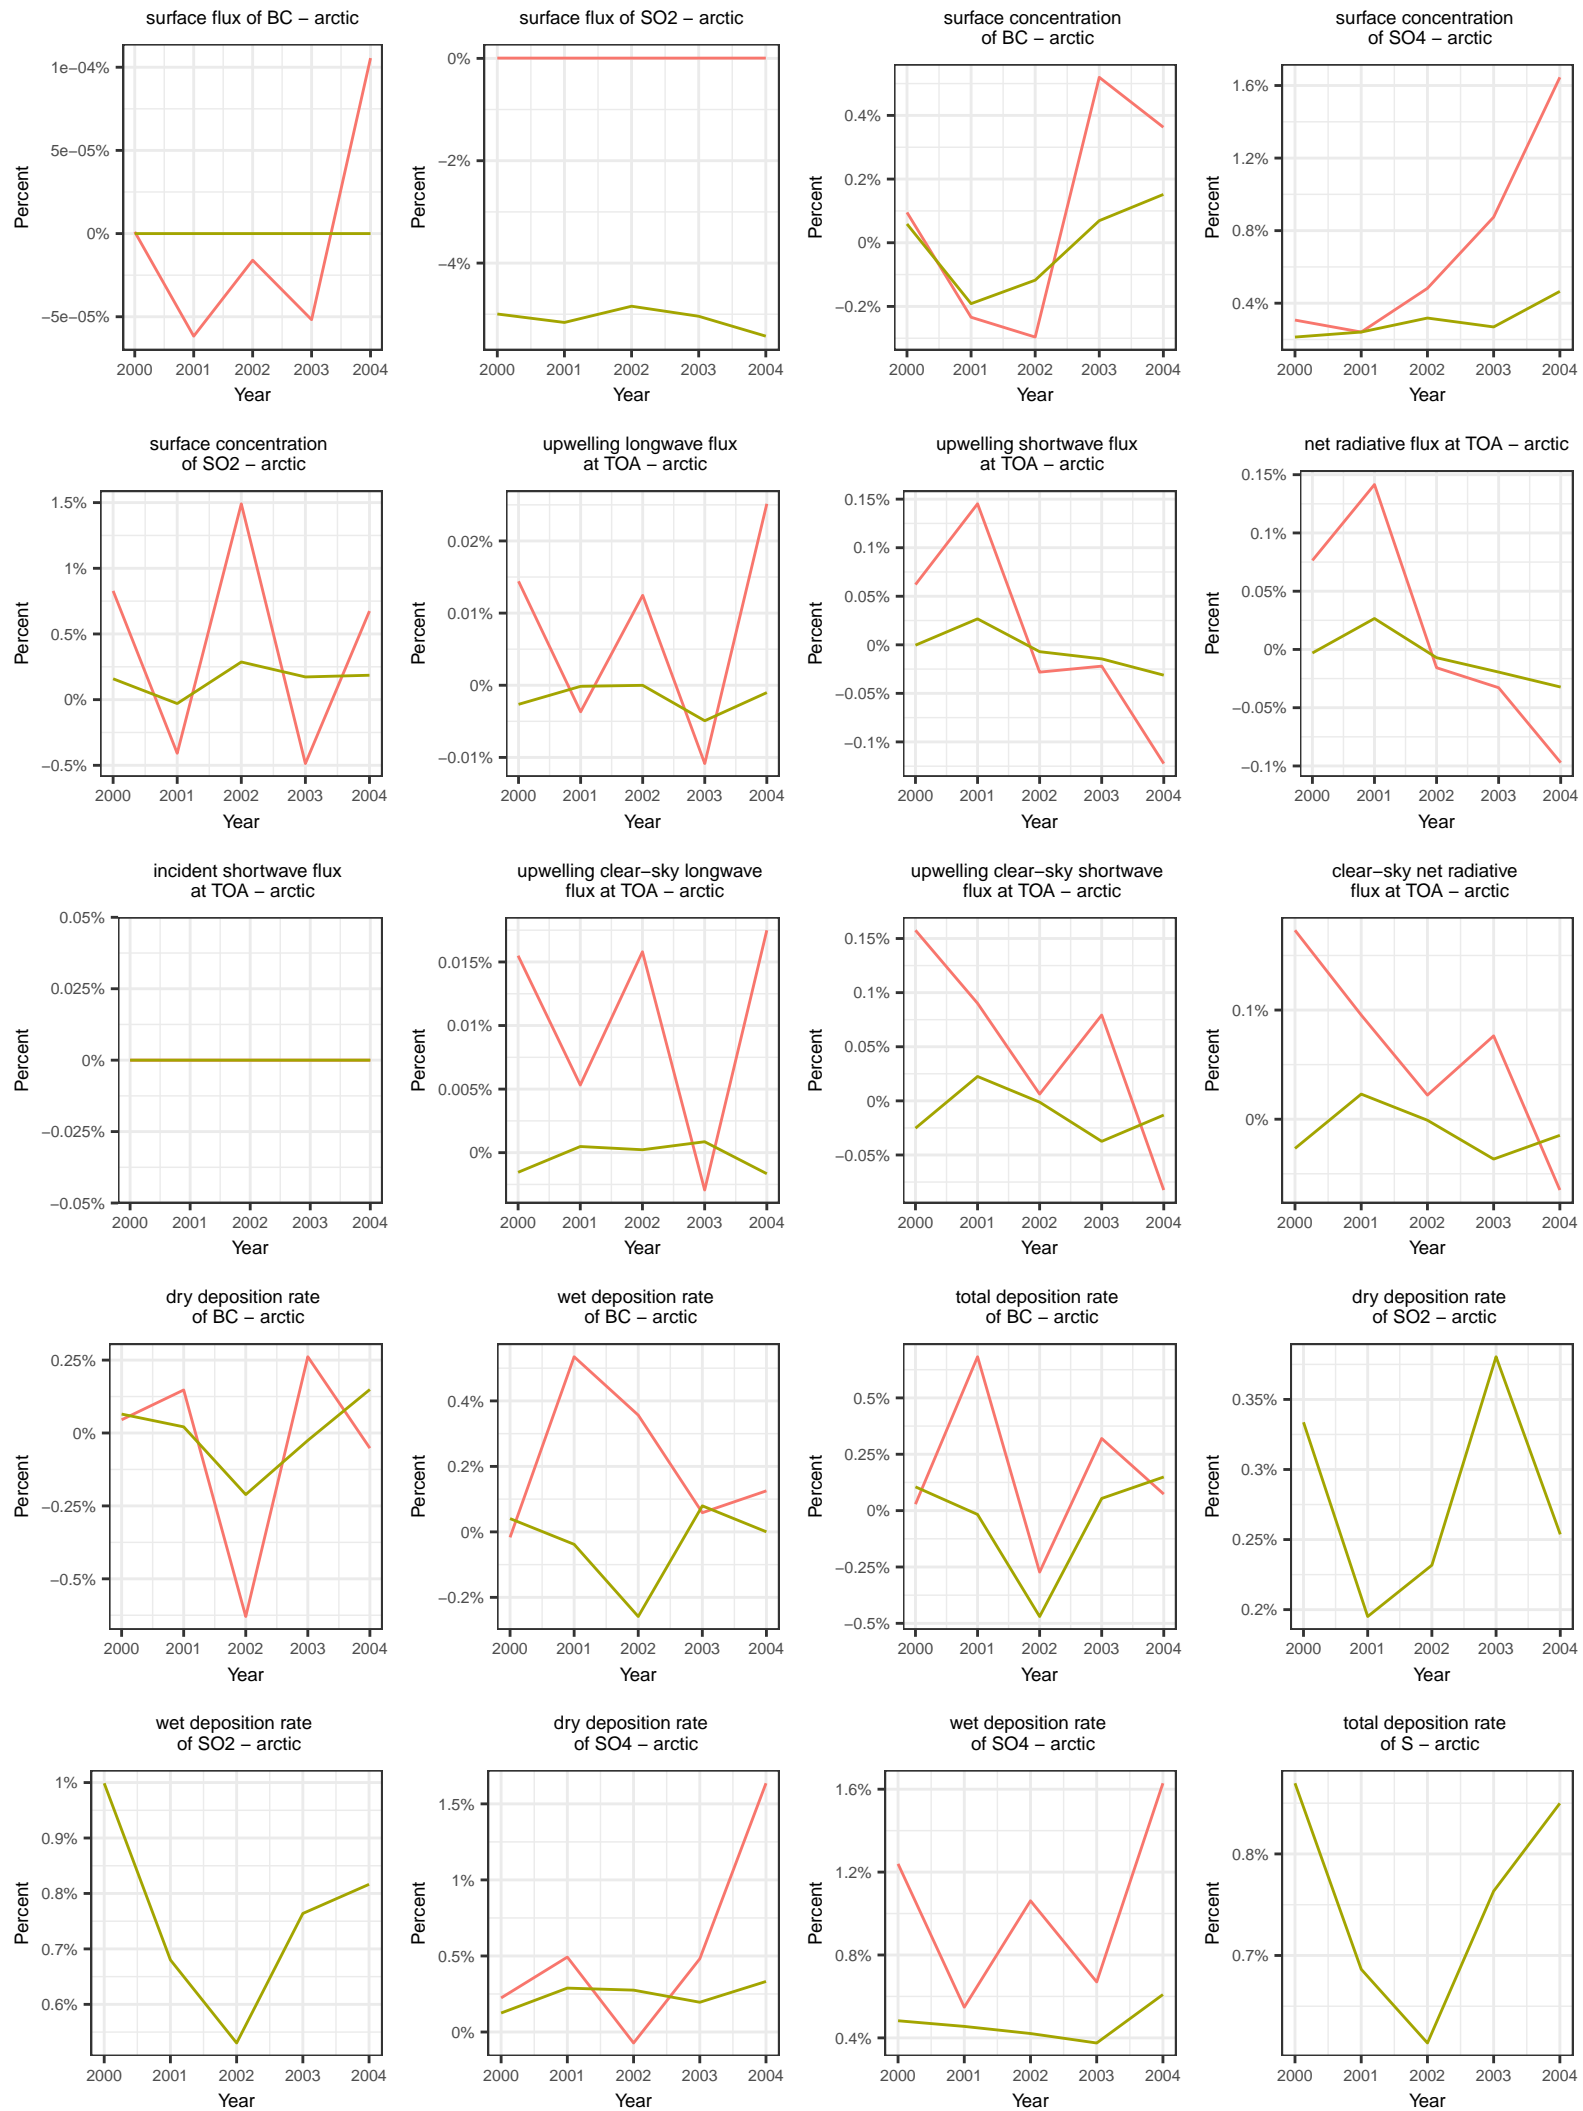 surface flux of BC − arctic
1e−04%
5e−05%
0%
−5e−05%
Percent
2000 2001 2002 2003 2004
Year
surface flux of SO2 − arctic
0%
−2%
−4%
Percent
2000 2001 2002 2003 2004
Year
surface concentration
of BC − arctic
0.4%
0.2%
0%
−0.2%
Percent
2000 2001 2002 2003 2004
Year
surface concentration
of SO4 − arctic
1.6%
1.2%
0.8%
0.4%
Percent
2000 2001 2002 2003 2004
Year
surface concentration
of SO2 − arctic
1.5%
1%
0.5%
0%
−0.5%
Percent
2000 2001 2002 2003 2004
Year
upwelling longwave flux
at TOA − arctic
0.02%
0.01%
0%
−0.01%
Percent
2000 2001 2002 2003 2004
Year
upwelling shortwave flux
at TOA − arctic
0.15%
0.1%
0.05%
0%
−0.05%
−0.1%
Percent
2000 2001 2002 2003 2004
Year
net radiative flux at TOA − arctic
0.15%
0.1%
0.05%
0%
−0.05%
−0.1%
Percent
2000 2001 2002 2003 2004
Year
incident shortwave flux
at TOA − arctic
0.05%
0.025%
0%
−0.025%
−0.05%
Percent
2000 2001 2002 2003 2004
Year
upwelling clear−sky longwave
flux at TOA − arctic
0.015%
0.01%
0.005%
0%
Percent
2000 2001 2002 2003 2004
Year
upwelling clear−sky shortwave
flux at TOA − arctic
0.15%
0.1%
0.05%
0%
−0.05%
Percent
2000 2001 2002 2003 2004
Year
clear−sky net radiative
flux at TOA − arctic
0.1%
0%
Percent
2000 2001 2002 2003 2004
Year
dry deposition rate
of BC − arctic
0.25%
0%
−0.25%
−0.5%
Percent
2000 2001 2002 2003 2004
Year
wet deposition rate
of BC − arctic
0.4%
0.2%
0%
−0.2%
Percent
2000 2001 2002 2003 2004
Year
total deposition rate
of BC − arctic
0.5%
0.25%
0%
−0.25%
−0.5%
Percent
2000 2001 2002 2003 2004
Year
dry deposition rate
of SO2 − arctic
0.35%
0.3%
0.25%
0.2%
Percent
2000 2001 2002 2003 2004
Year
wet deposition rate
of SO2 − arctic
1%
0.9%
0.8%
0.7%
0.6%
Percent
2000 2001 2002 2003 2004
Year
dry deposition rate
of SO4 − arctic
1.5%
1%
0.5%
0%
Percent
2000 2001 2002 2003 2004
Year
wet deposition rate
of SO4 − arctic
1.6%
1.2%
0.8%
0.4%
Percent
2000 2001 2002 2003 2004
Year
total deposition rate
of S − arctic
0.8%
0.7%
Percent
2000 2001 2002 2003 2004
Year